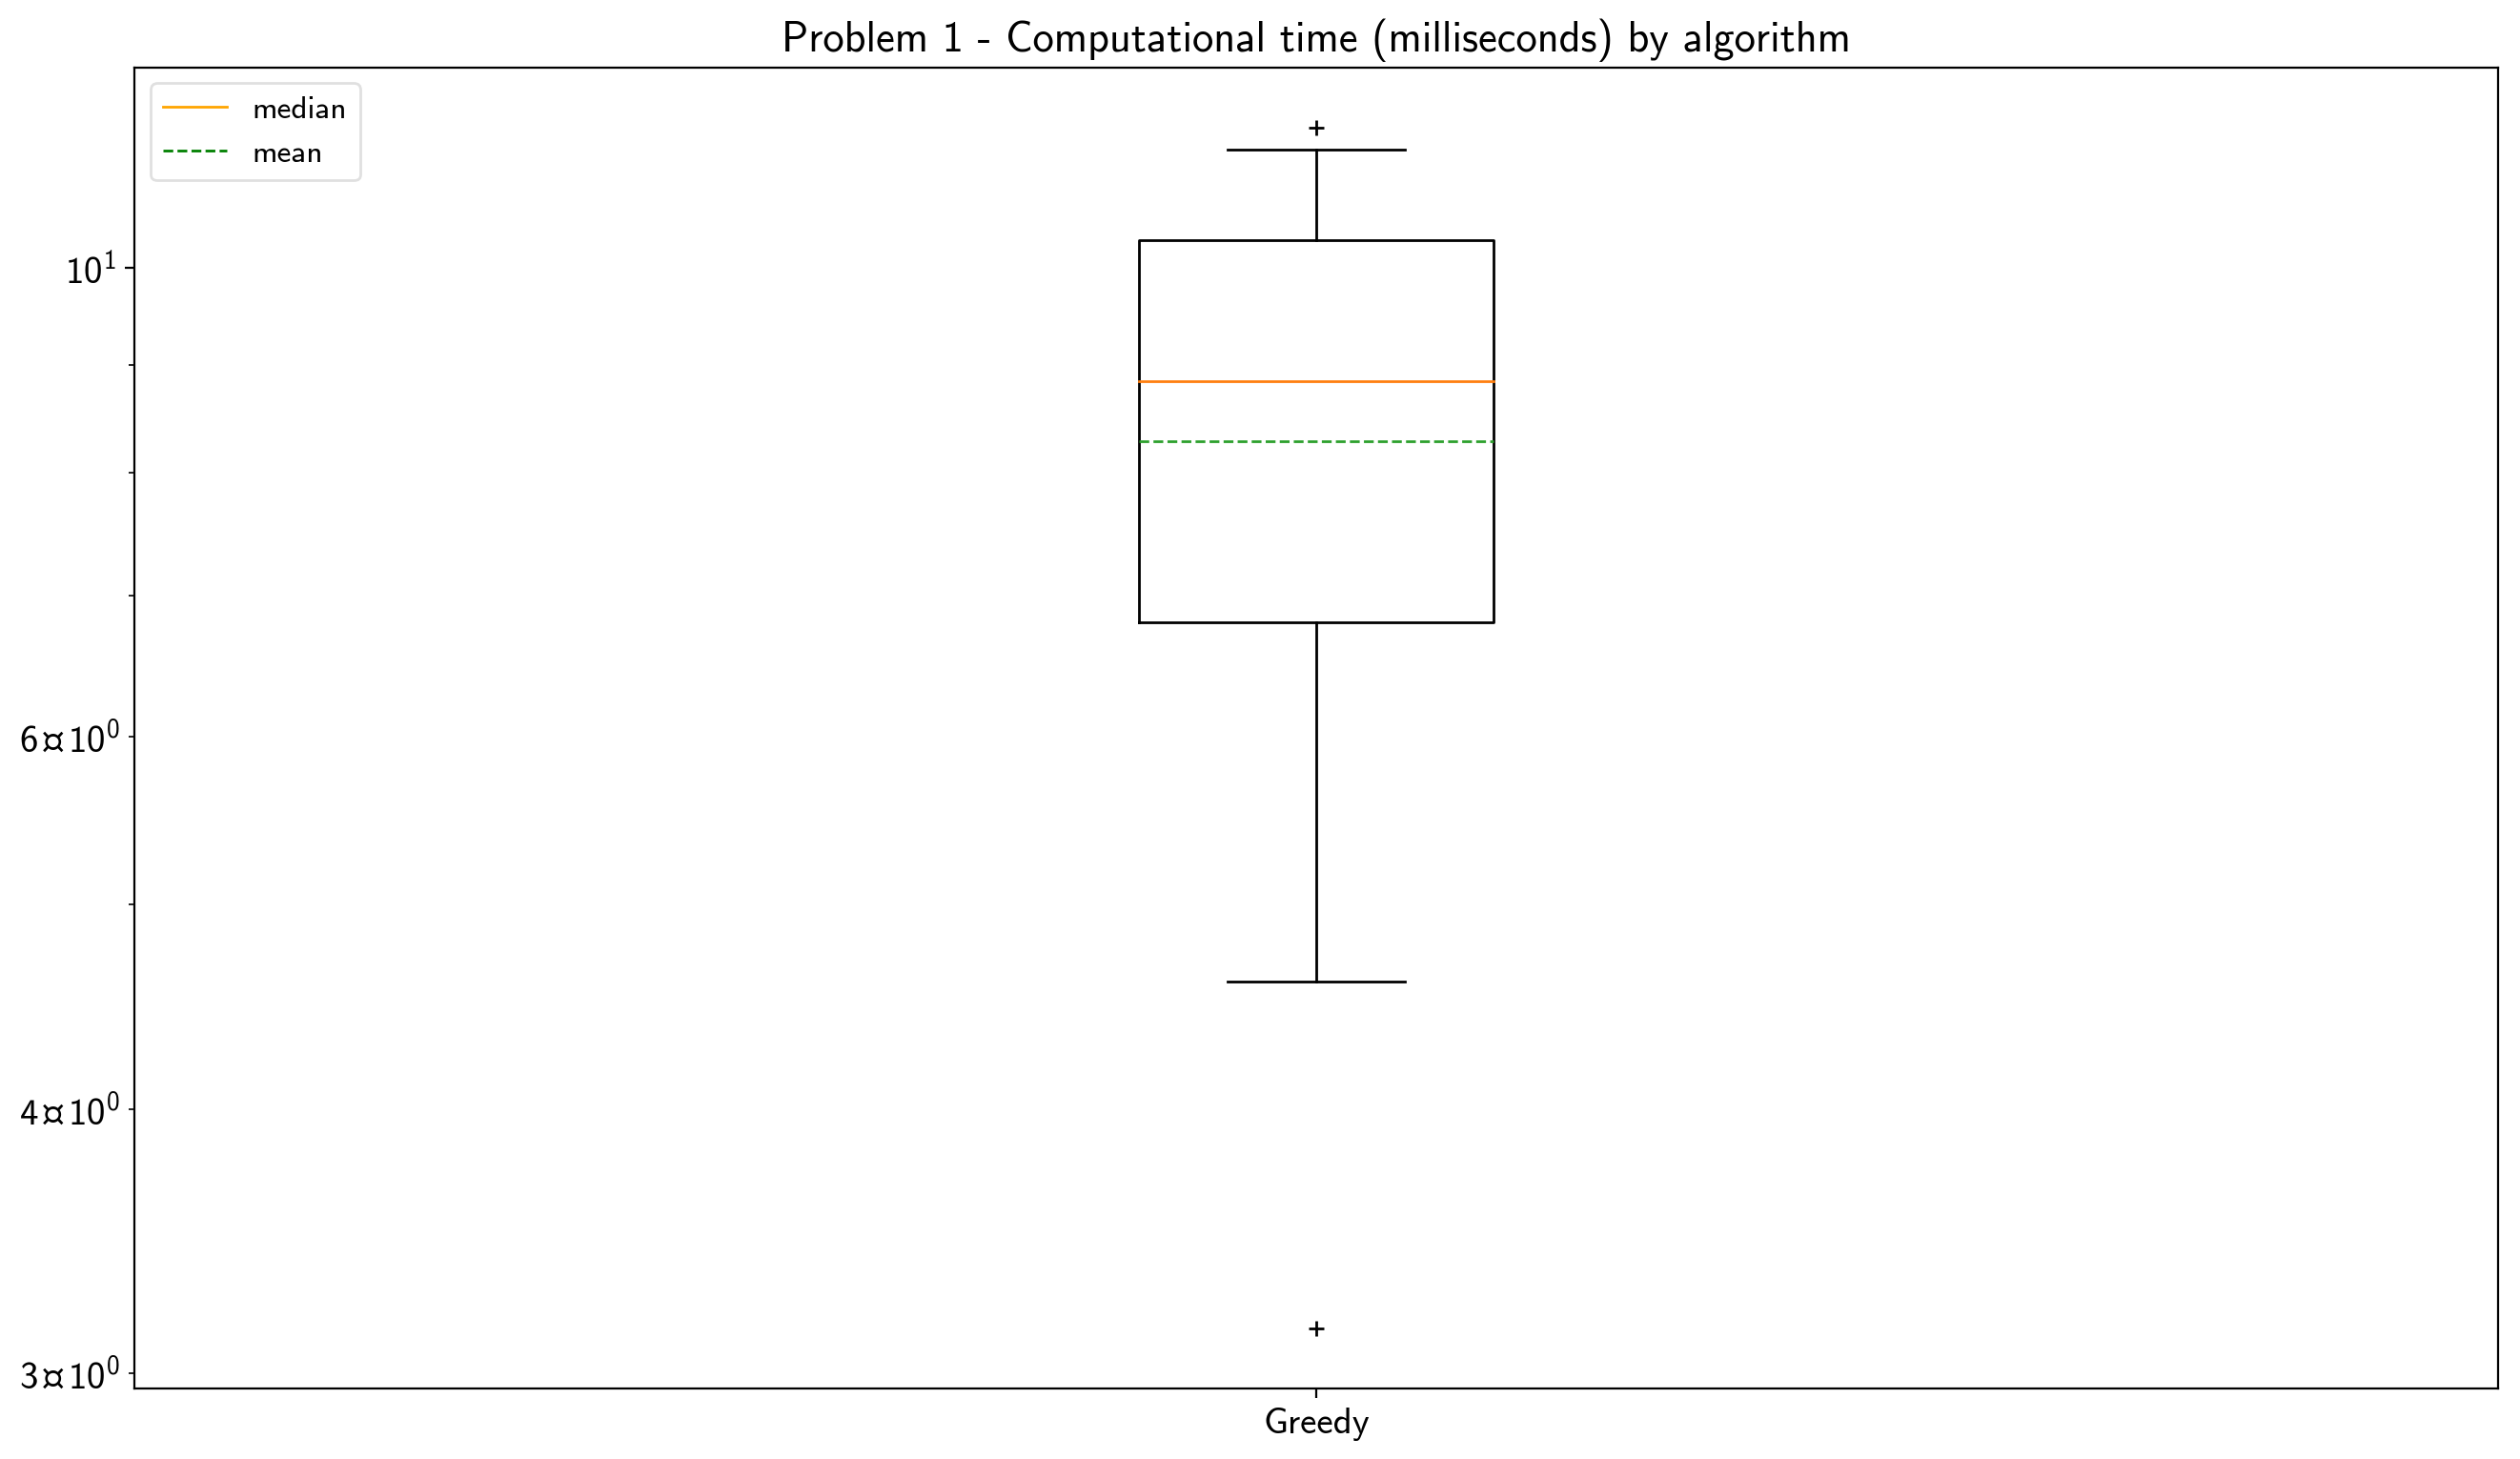 Problem 1 - Computational time (milliseconds) by algorithm
median
mean
10¹
6¤10⁰
4¤10⁰
3¤10⁰
Greedy